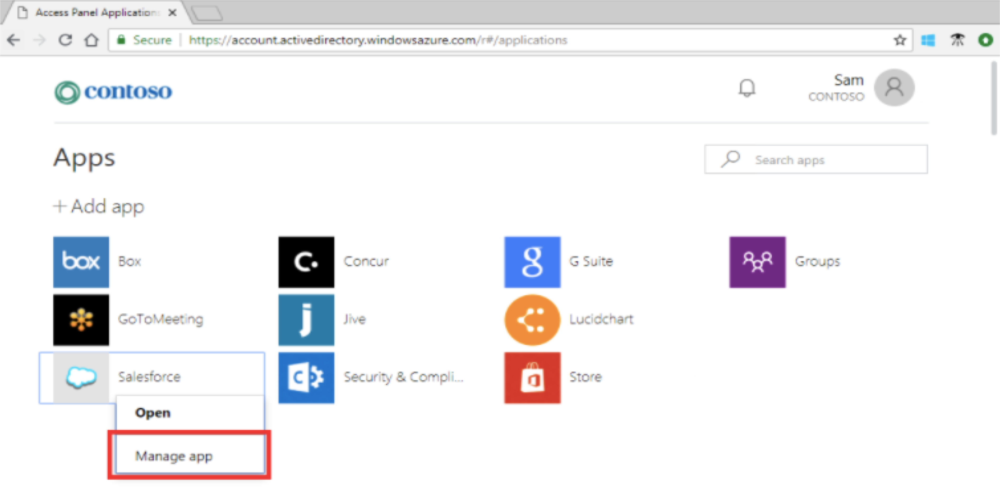 Access Panel Application
Secure
https://account.activedirectory.windowsazure.com/r#/applications
contoso
Sam
CONTOSO
Apps
Search apps
+ Add app
box
Box
C.
Concur
g
G Suite
Groups
GoToMeeting
j
Jive
Lucidchart
Salesforce
Security & Compli...
Store
Open
Manage app